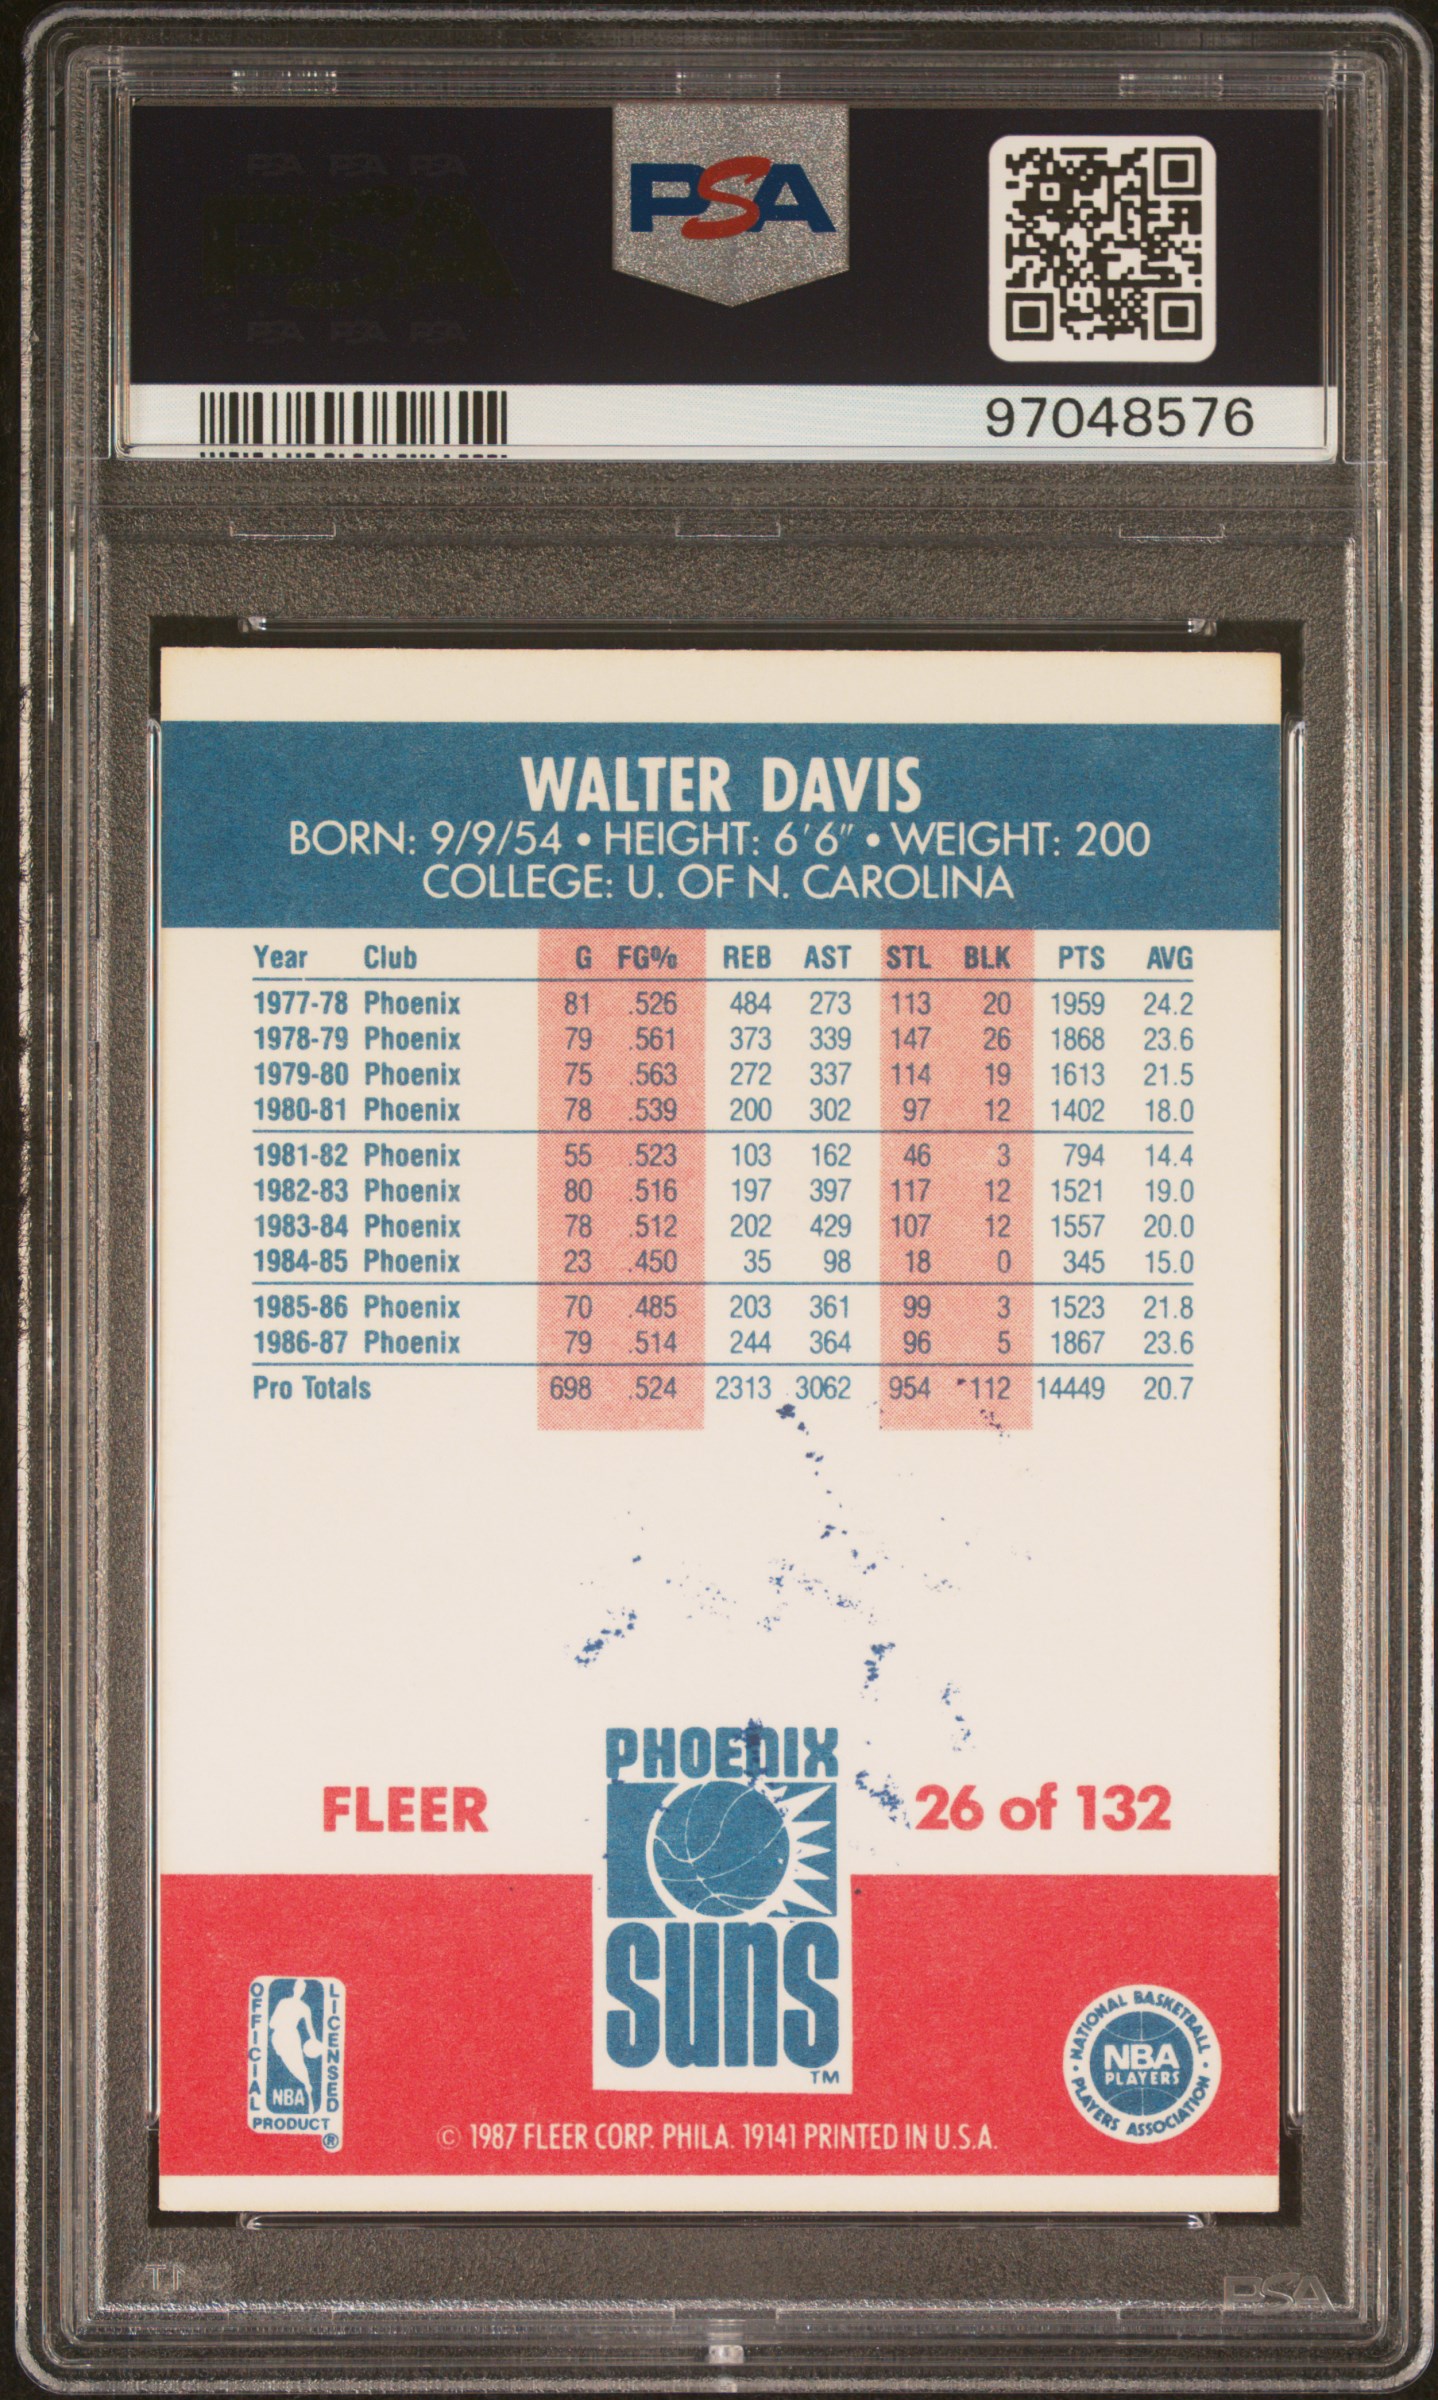 PSA PSA PSA
PSA
PSA
PSA PSA PSA
97048576
WALTER DAVIS
BORN: 9/9/54 • HEIGHT: 6'6" • WEIGHT: 200
COLLEGE: U. OF N. CAROLINA
Year Club G FG% REB AST STL BLK PTS AVG
1977-78 Phoenix 81 .526 484 273 113 20 1959 24.2
1978-79 Phoenix 79 .561 373 339 147 26 1868 23.6
1979-80 Phoenix 75 .563 272 337 114 19 1613 21.5
1980-81 Phoenix 78 .539 200 302 97 12 1402 18.0
1981-82 Phoenix 55 .523 103 162 46 3 794 14.4
1982-83 Phoenix 80 .516 197 397 117 12 1521 19.0
1983-84 Phoenix 78 .512 202 429 107 12 1557 20.0
1984-85 Phoenix 23 .450 35 98 18 0 345 15.0
1985-86 Phoenix 70 .485 203 361 99 3 1523 21.8
1986-87 Phoenix 79 .514 244 364 96 5 1867 23.6
Pro Totals 698 .524 2313 3062 954 112 14449 20.7
PHOENIX
FLEER
26 of 132
SUNS
TM
OFFICIAL LICENSED
NBA
PRODUCT
®
NATIONAL BASKETBALL
NBA
PLAYERS
• PLAYERS ASSOCIATION •
© 1987 FLEER CORP. PHILA. 19141 PRINTED IN U.S.A.
PSA